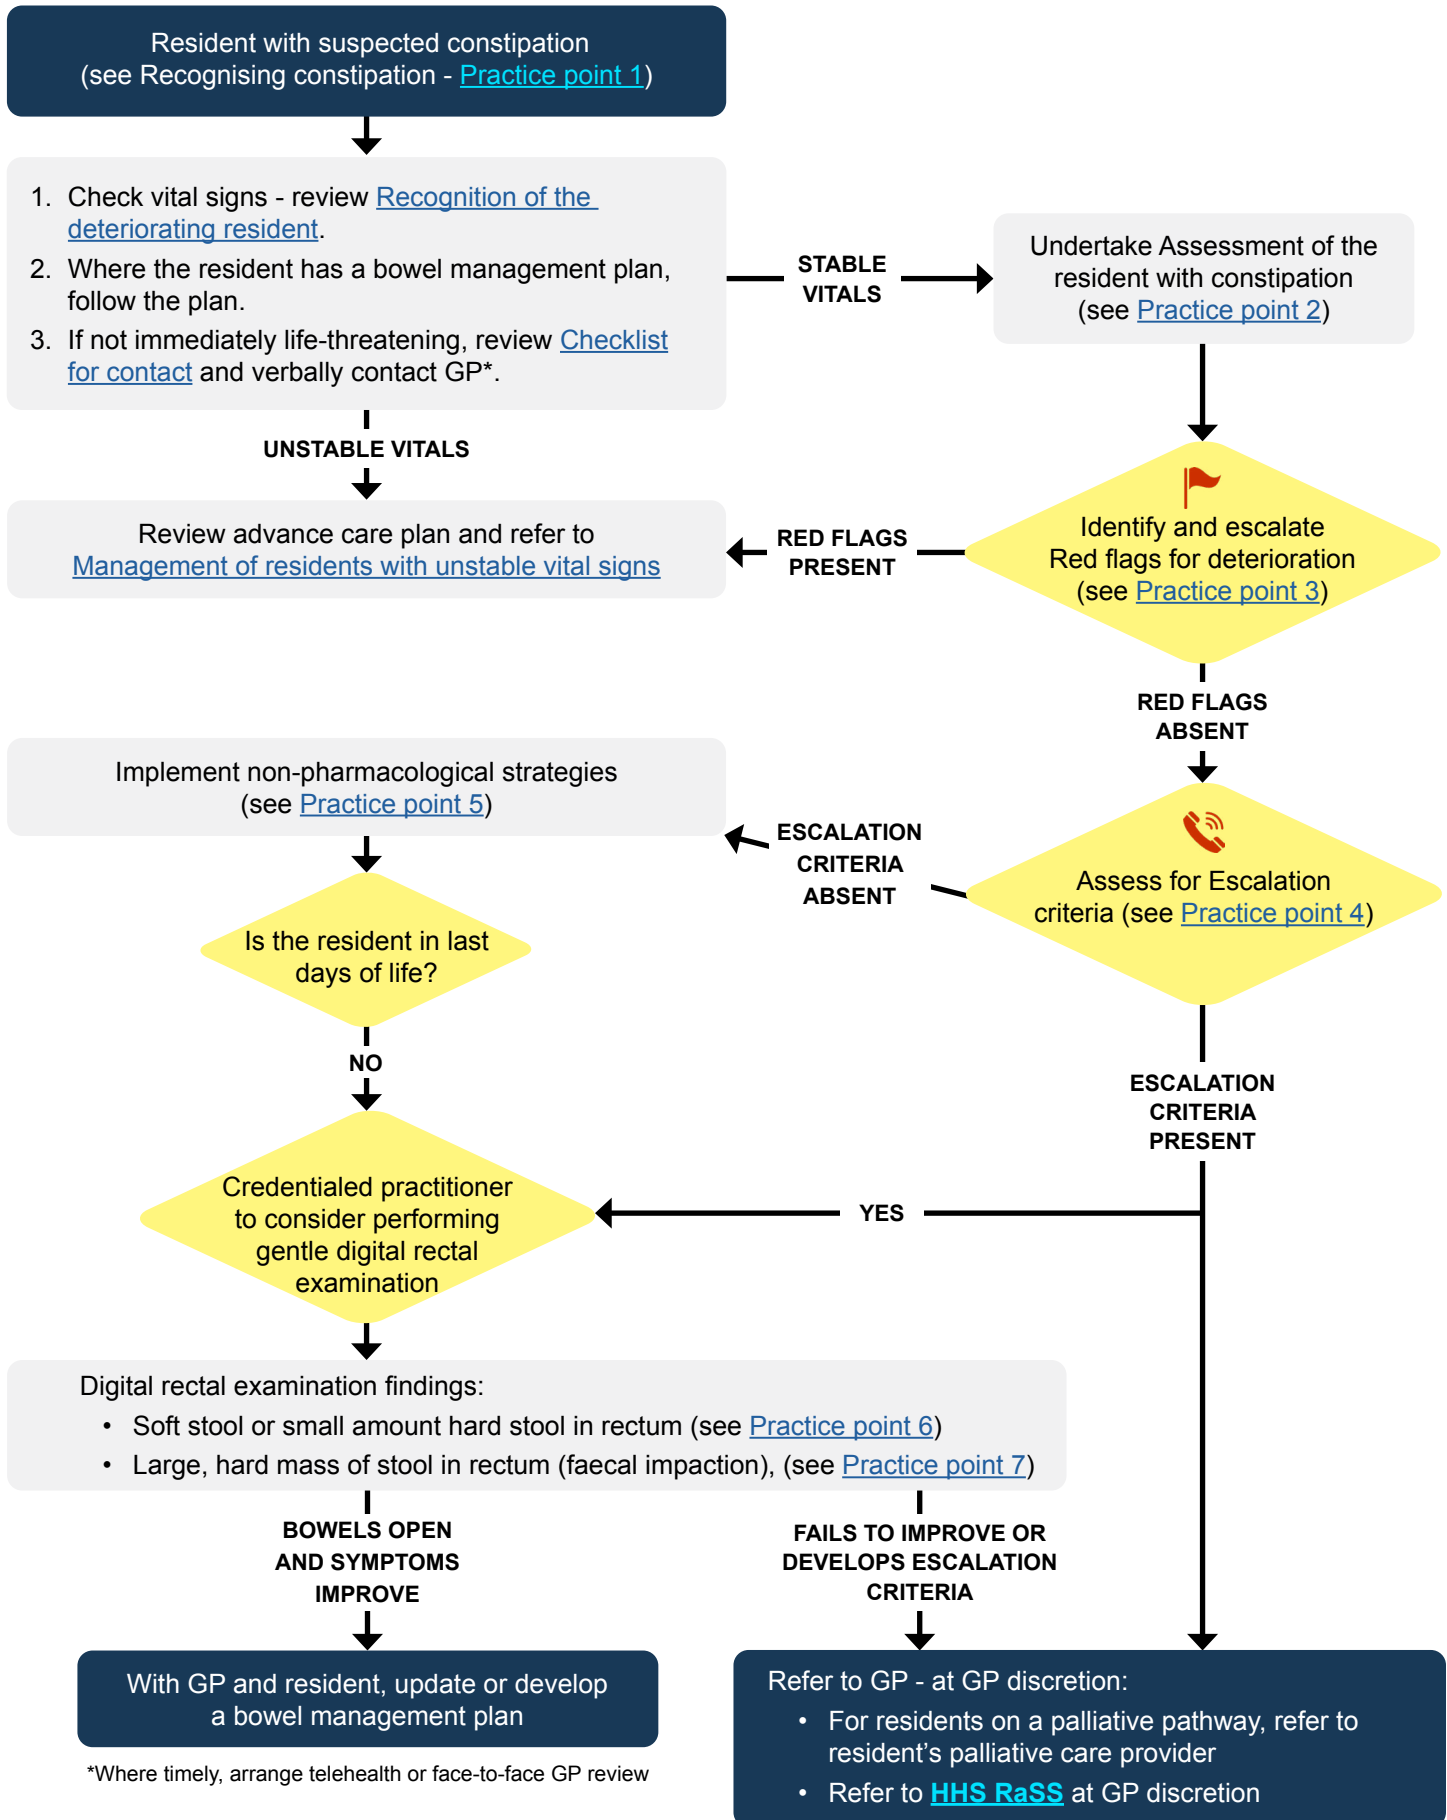 Resident with suspected constipation
(see Recognising constipation - Practice point 1)
1. Check vital signs - review Recognition of the
deteriorating resident.
2. Where the resident has a bowel management plan,
follow the plan.
3. If not immediately life-threatening, review Checklist
for contact and verbally contact GP*.
STABLE
VITALS
Undertake Assessment of the
resident with constipation
(see Practice point 2)
UNSTABLE VITALS
Review advance care plan and refer to
Management of residents with unstable vital signs
RED FLAGS
PRESENT
Identify and escalate
Red flags for deterioration
(see Practice point 3)
RED FLAGS
ABSENT
Implement non-pharmacological strategies
(see Practice point 5)
ESCALATION
CRITERIA
ABSENT
Assess for Escalation
criteria (see Practice point 4)
Is the resident in last
days of life?
NO
ESCALATION
CRITERIA
PRESENT
Credentialed practitioner
to consider performing
gentle digital rectal
examination
YES
Digital rectal examination findings:
• Soft stool or small amount hard stool in rectum (see Practice point 6)
• Large, hard mass of stool in rectum (faecal impaction), (see Practice point 7)
BOWELS OPEN
AND SYMPTOMS
IMPROVE
FAILS TO IMPROVE OR
DEVELOPS ESCALATION
CRITERIA
With GP and resident, update or develop
a bowel management plan
*Where timely, arrange telehealth or face-to-face GP review
Refer to GP - at GP discretion:
• For residents on a palliative pathway, refer to
resident's palliative care provider
• Refer to HHS RaSS at GP discretion